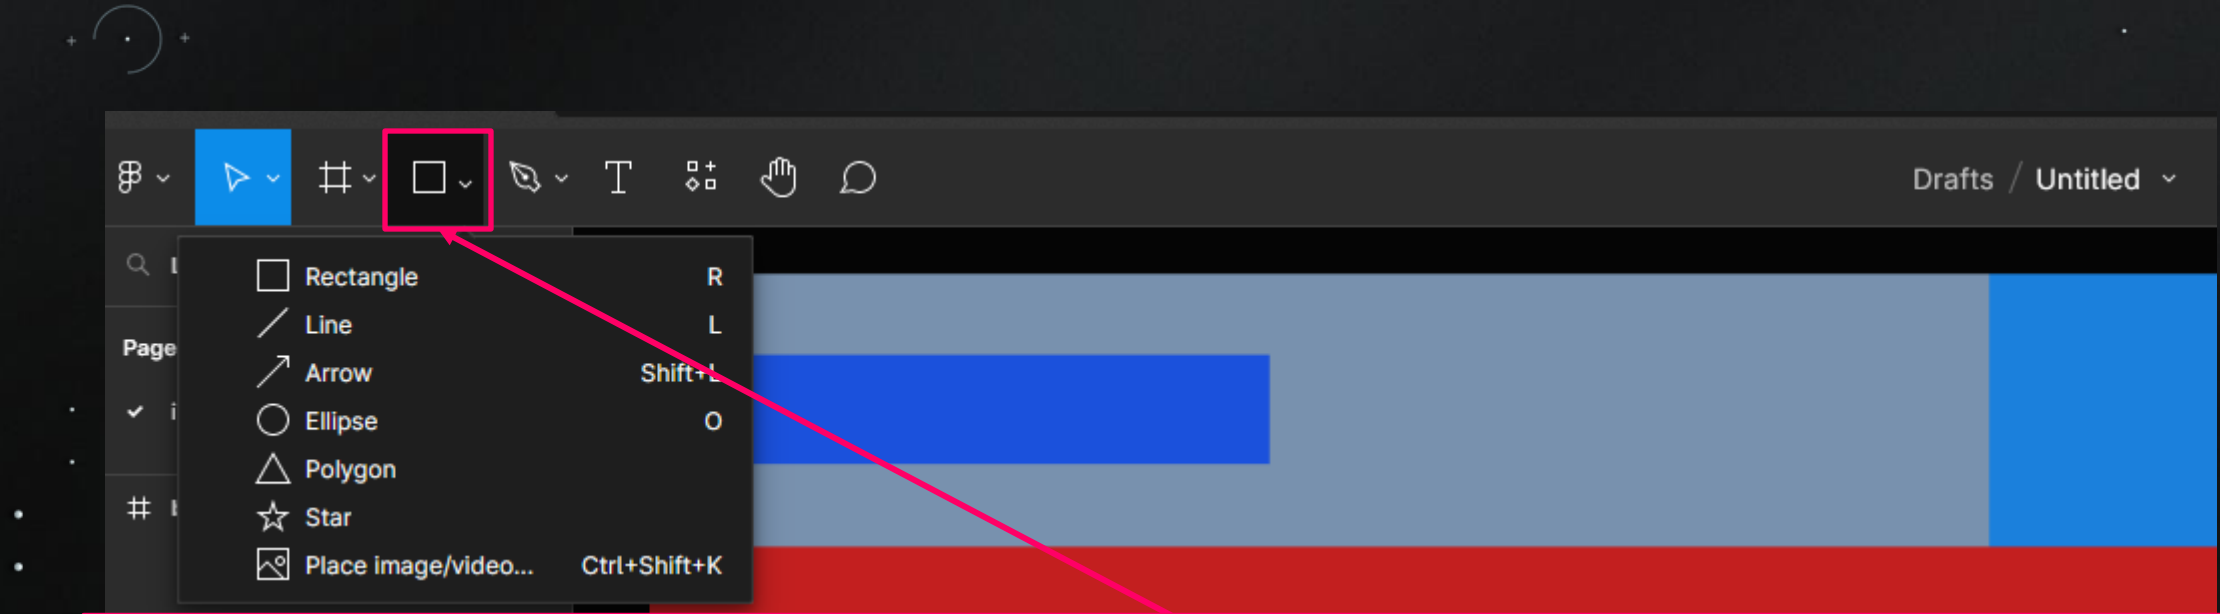 T
Drafts / Untitled
Rectangle R
Line L
Page
Arrow Shift+L
Ellipse O
Polygon
Star
Place image/video... Ctrl+Shift+K